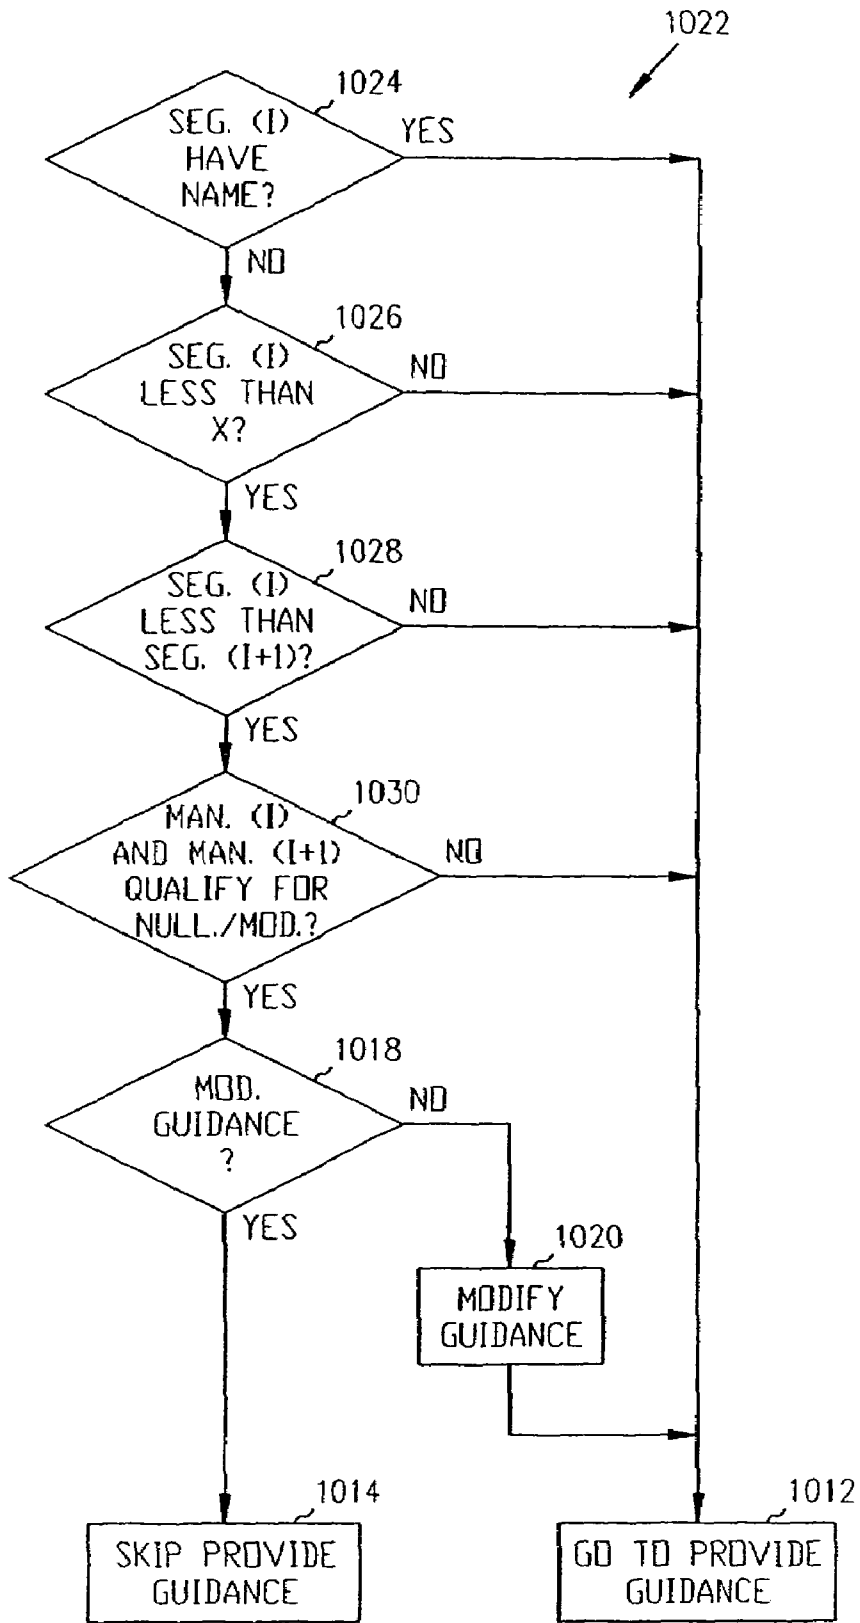 1022
1024
SEG. (I)
HAVE
NAME?
YES
NO
1026
SEG. (I)
LESS THAN
X?
NO
YES
1028
SEG. (I)
LESS THAN
SEG. (I+1)?
NO
YES
1030
MAN. (I)
AND MAN. (I+1)
QUALIFY FOR
NULL./MOD.?
NO
YES
1018
MOD.
GUIDANCE
?
NO
YES
1020
MODIFY
GUIDANCE
1014
SKIP PROVIDE
GUIDANCE
1012
GO TO PROVIDE
GUIDANCE